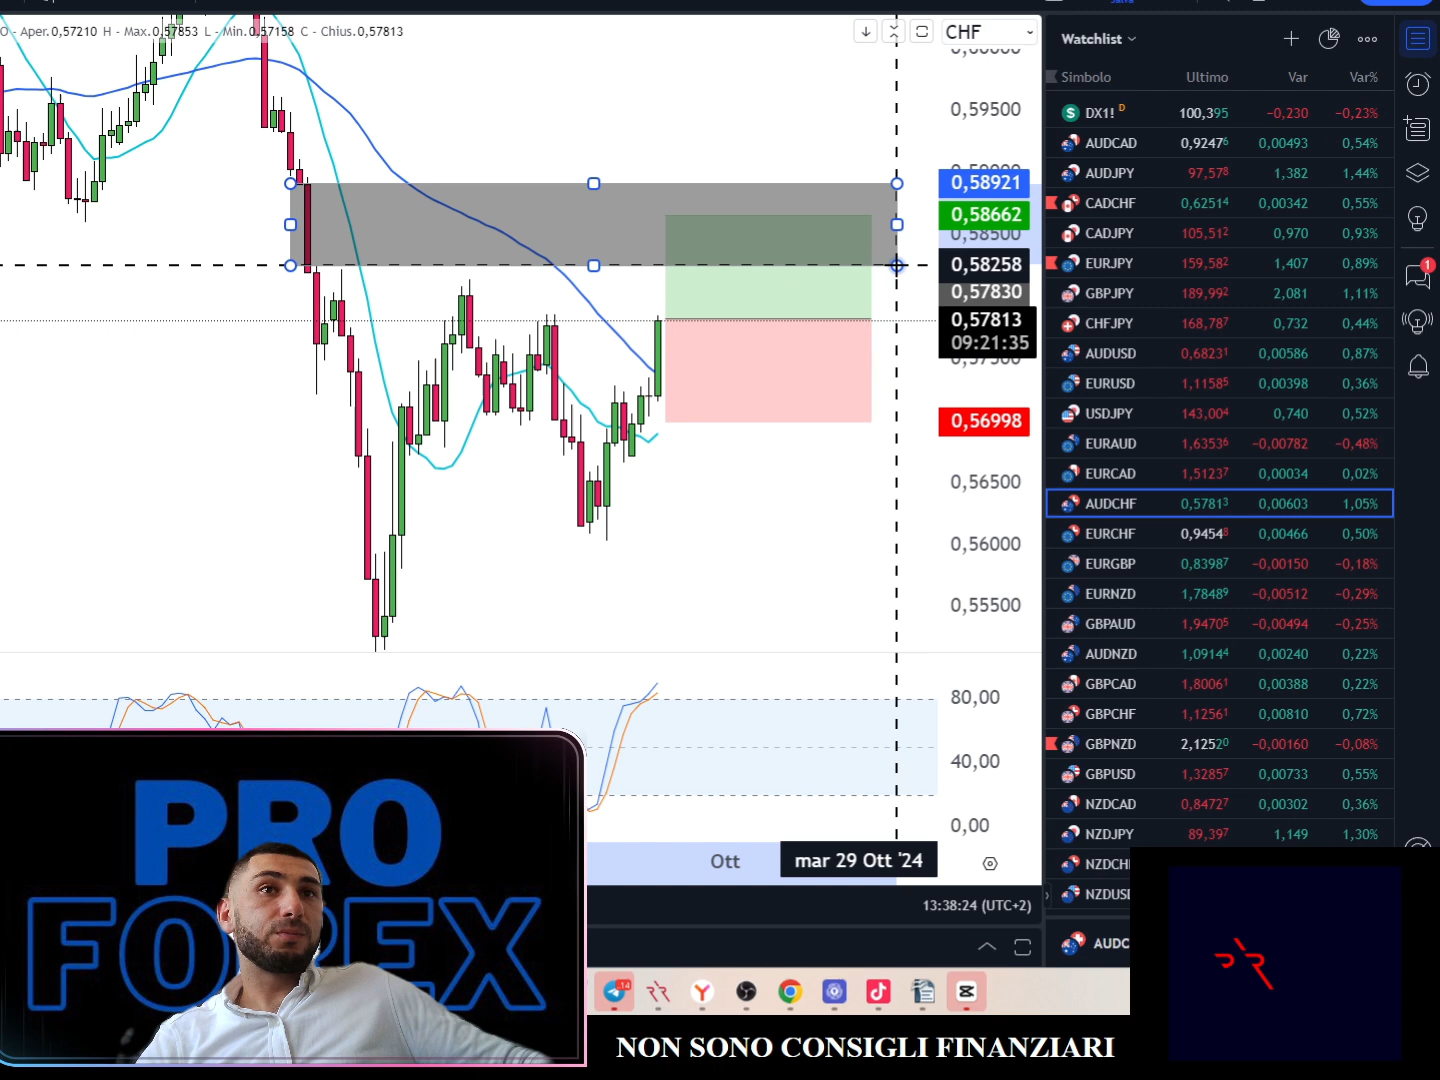 O - Aper.0,57210 H - Max.0,57853 L - Min.0,57158 C - Chius.0,57813
CHF
0,59500
0,58921
0,58662
0,58500
0,58258
0,57830
0,57813
09:21:35
0,57500
0,56998
0,56500
0,56000
0,55500
80,00
40,00
0,00
Ott
mar 29 Ott '24
13:38:24 (UTC+2)
Watchlist
Simbolo Ultimo Var Var%
DX1! D 100,395 −0,230 −0,23%
AUDCAD 0,92476 0,00493 0,54%
AUDJPY 97,578 1,382 1,44%
CADCHF 0,62514 0,00342 0,55%
CADJPY 105,512 0,970 0,93%
EURJPY 159,582 1,407 0,89%
GBPJPY 189,992 2,081 1,11%
CHFJPY 168,787 0,732 0,44%
AUDUSD 0,68231 0,00586 0,87%
EURUSD 1,11585 0,00398 0,36%
USDJPY 143,004 0,740 0,52%
EURAUD 1,63536 −0,00782 −0,48%
EURCAD 1,51237 0,00034 0,02%
AUDCHF 0,57813 0,00603 1,05%
EURCHF 0,94548 0,00466 0,50%
EURGBP 0,83987 −0,00150 −0,18%
EURNZD 1,78489 −0,00512 −0,29%
GBPAUD 1,94705 −0,00494 −0,25%
AUDNZD 1,09144 0,00240 0,22%
GBPCAD 1,80061 0,00388 0,22%
GBPCHF 1,12561 0,00810 0,72%
GBPNZD 2,12520 −0,00160 −0,08%
GBPUSD 1,32857 0,00733 0,55%
NZDCAD 0,84727 0,00302 0,36%
NZDJPY 89,397 1,149 1,30%
NZDCH
NZDUS
AUDC
1
14
PRO
FOREX
NON SONO CONSIGLI FINANZIARI